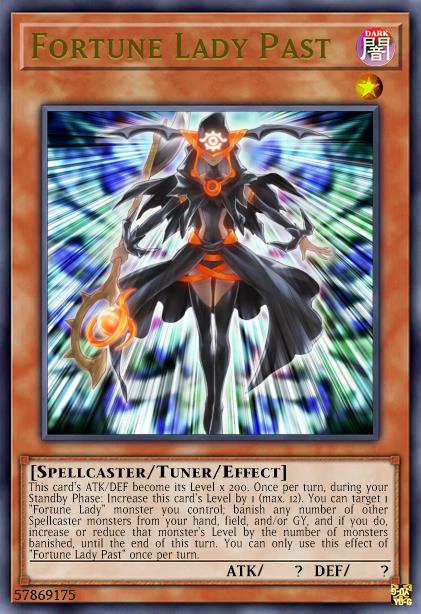 Fortune Lady Past
DARK
闇
[Spellcaster/Tuner/Effect]
This card's ATK/DEF become its Level x 200. Once per turn, during your
Standby Phase: Increase this card's Level by 1 (max. 12). You can target 1
"Fortune Lady" monster you control; banish any number of other
Spellcaster monsters from your hand, field, and/or GY, and if you do,
increase or reduce that monster's Level by the number of monsters
banished, until the end of this turn. You can only use this effect of
"Fortune Lady Past" once per turn.
ATK/ ? DEF/ ?
57869175